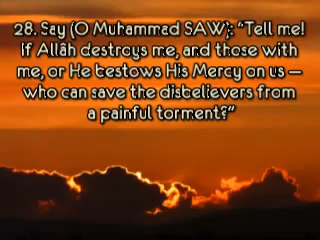 28. Say (O Muhammad SAW): "Tell me!
If Allâh destroys me, and those with
me, or He bestows His Mercy on us -
who can save the disbelievers from
a painful torment?"